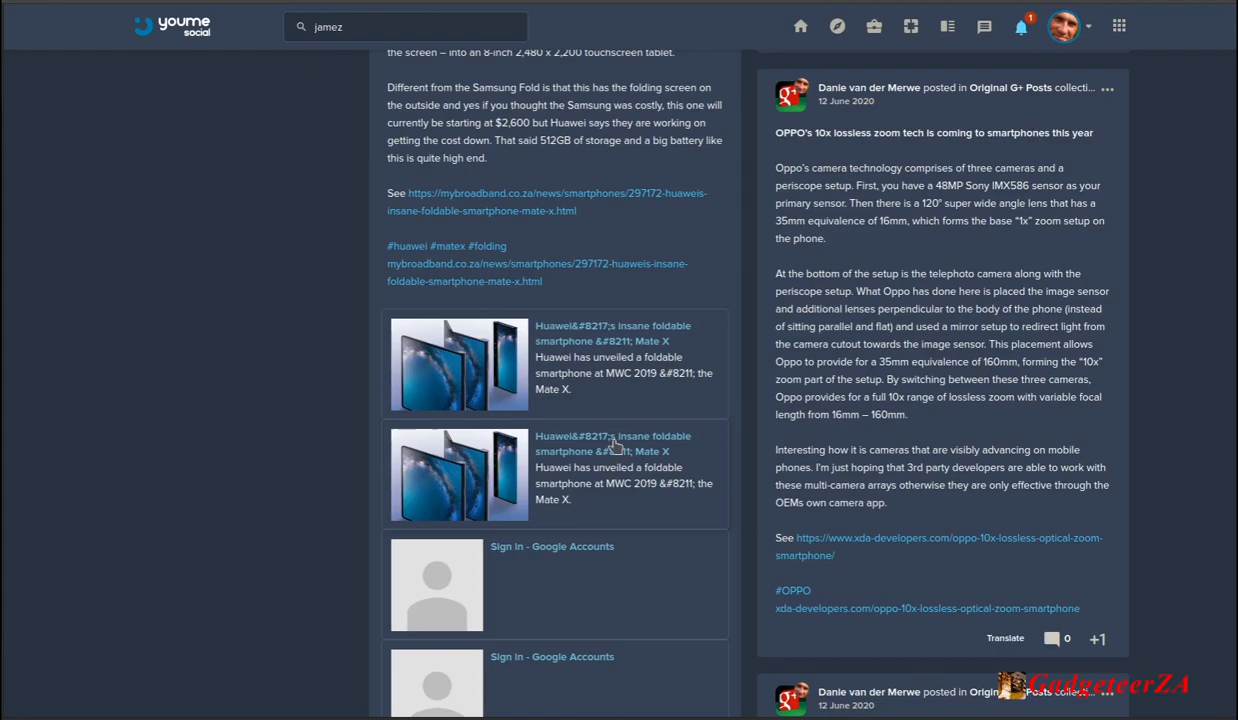 youme
social
jamez
1
the screen – into an 8-inch 2,480 x 2,200 touchscreen tablet.
Different from the Samsung Fold is that this has the folding screen on
the outside and yes if you thought the Samsung was costly, this one will
currently be starting at $2,600 but Huawei says they are working on
getting the cost down. That said 512GB of storage and a big battery like
this is quite high end.
See https://mybroadband.co.za/news/smartphones/297172-huaweis-
insane-foldable-smartphone-mate-x.html
#huawei #matex #folding
mybroadband.co.za/news/smartphones/297172-huaweis-insane-
foldable-smartphone-mate-x.html
Huawei&#8217;s insane foldable
smartphone &#8211; Mate X
Huawei has unveiled a foldable
smartphone at MWC 2019 &#8211; the
Mate X.
Huawei&#8217;s insane foldable
smartphone &#8211; Mate X
Huawei has unveiled a foldable
smartphone at MWC 2019 &#8211; the
Mate X.
Sign in - Google Accounts
Sign in - Google Accounts
Danie van der Merwe posted in Original G+ Posts collecti...
12 June 2020
OPPO's 10x lossless zoom tech is coming to smartphones this year
Oppo's camera technology comprises of three cameras and a
periscope setup. First, you have a 48MP Sony IMX586 sensor as your
primary sensor. Then there is a 120° super wide angle lens that has a
35mm equivalence of 16mm, which forms the base “1x” zoom setup on
the phone.
At the bottom of the setup is the telephoto camera along with the
periscope setup. What Oppo has done here is placed the image sensor
and additional lenses perpendicular to the body of the phone (instead
of sitting parallel and flat) and used a mirror setup to redirect light from
the camera cutout towards the image sensor. This placement allows
Oppo to provide for a 35mm equivalence of 160mm, forming the “10x”
zoom part of the setup. By switching between these three cameras,
Oppo provides for a full 10x range of lossless zoom with variable focal
length from 16mm – 160mm.
Interesting how it is cameras that are visibly advancing on mobile
phones. I'm just hoping that 3rd party developers are able to work with
these multi-camera arrays otherwise they are only effective through the
OEMs own camera app.
See https://www.xda-developers.com/oppo-10x-lossless-optical-zoom-
smartphone/
#OPPO
xda-developers.com/oppo-10x-lossless-optical-zoom-smartphone
Translate 0 +1
GadgeteerZA
Danie van der Merwe posted in Original G+ Posts collecti...
12 June 2020